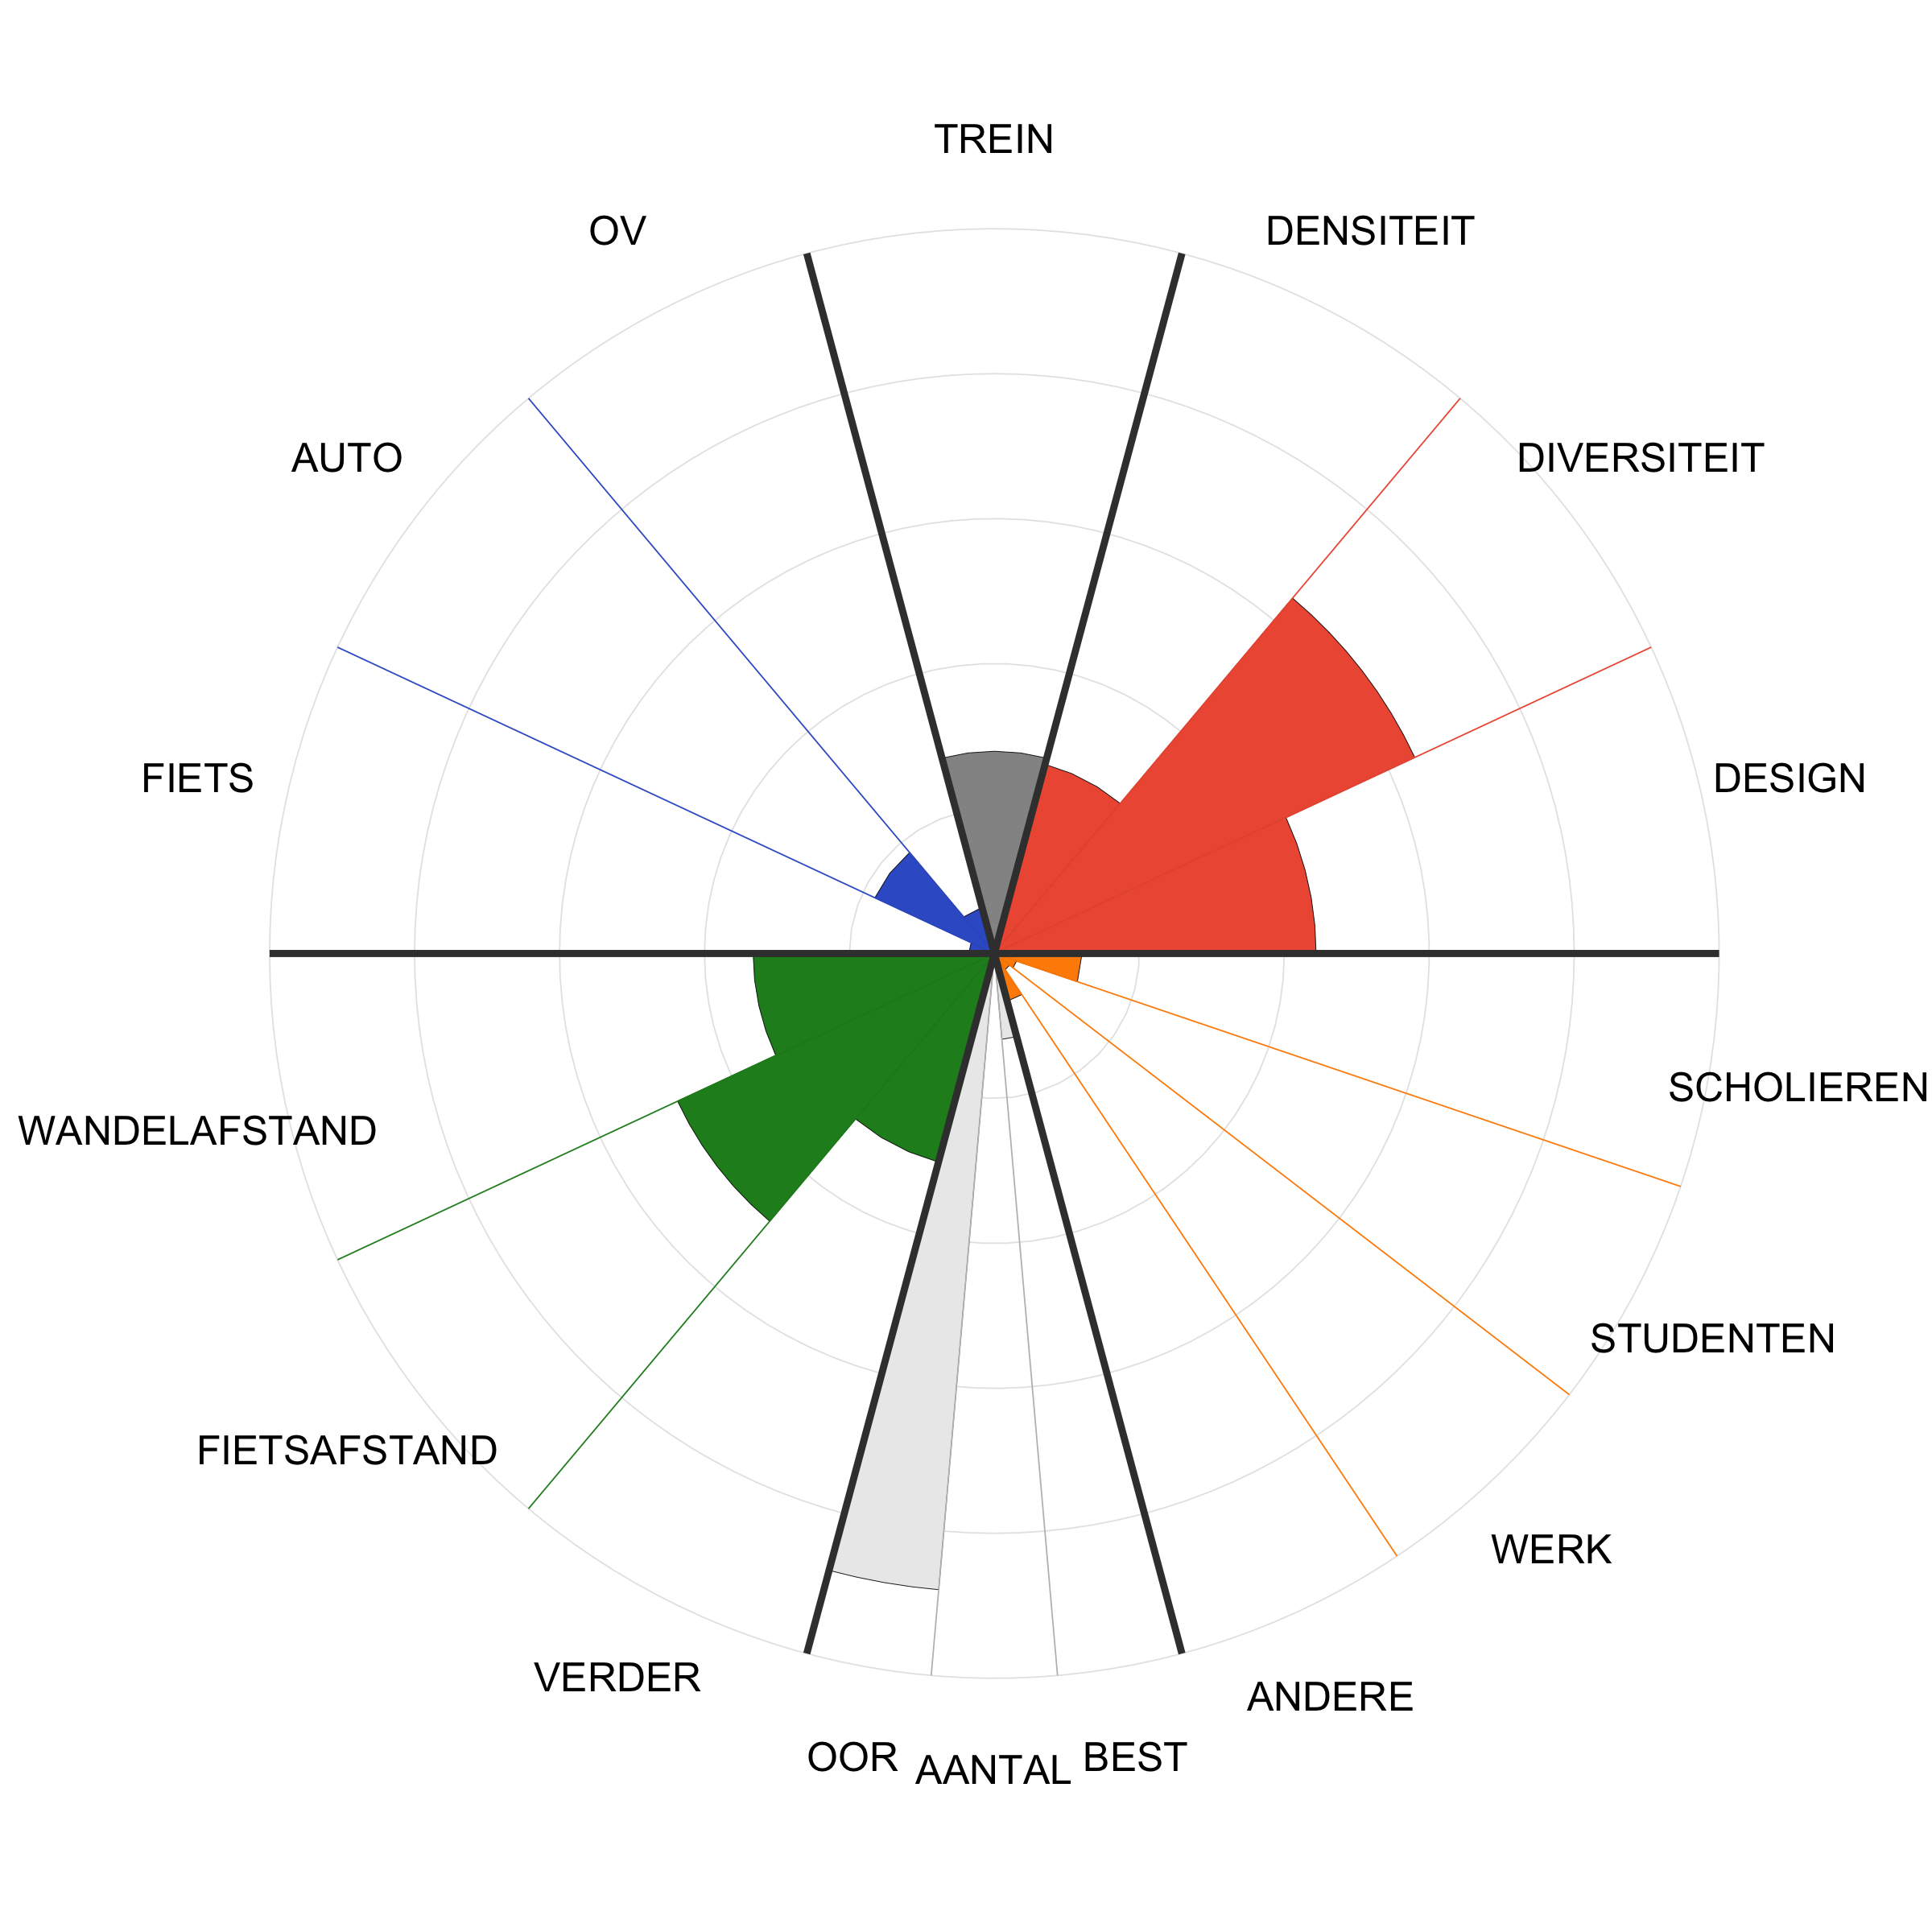 TREIN
OV
DENSITEIT
AUTO
DIVERSITEIT
FIETS
DESIGN
SCHOLIEREN
WANDELAFSTAND
STUDENTEN
FIETSAFSTAND
WERK
VERDER
ANDERE
OOR
AANTAL
BEST